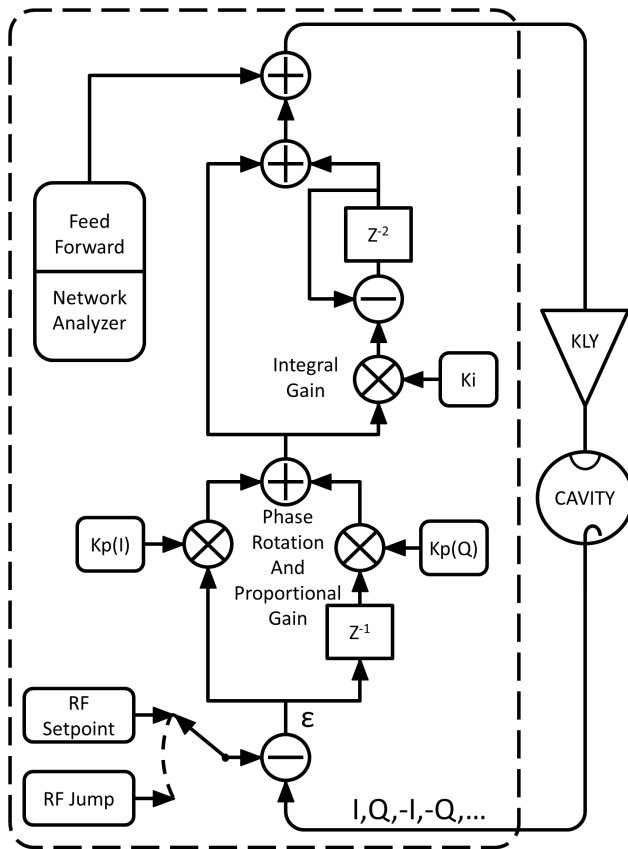 Feed
Forward
Network
Analyzer
Z-2
Integral
Gain
Ki
KLY
CAVITY
Kp(I)
Phase
Rotation
And
Proportional
Gain
Kp(Q)
Z-1
RF
Setpoint
ε
RF Jump
I,Q,-I,-Q,...